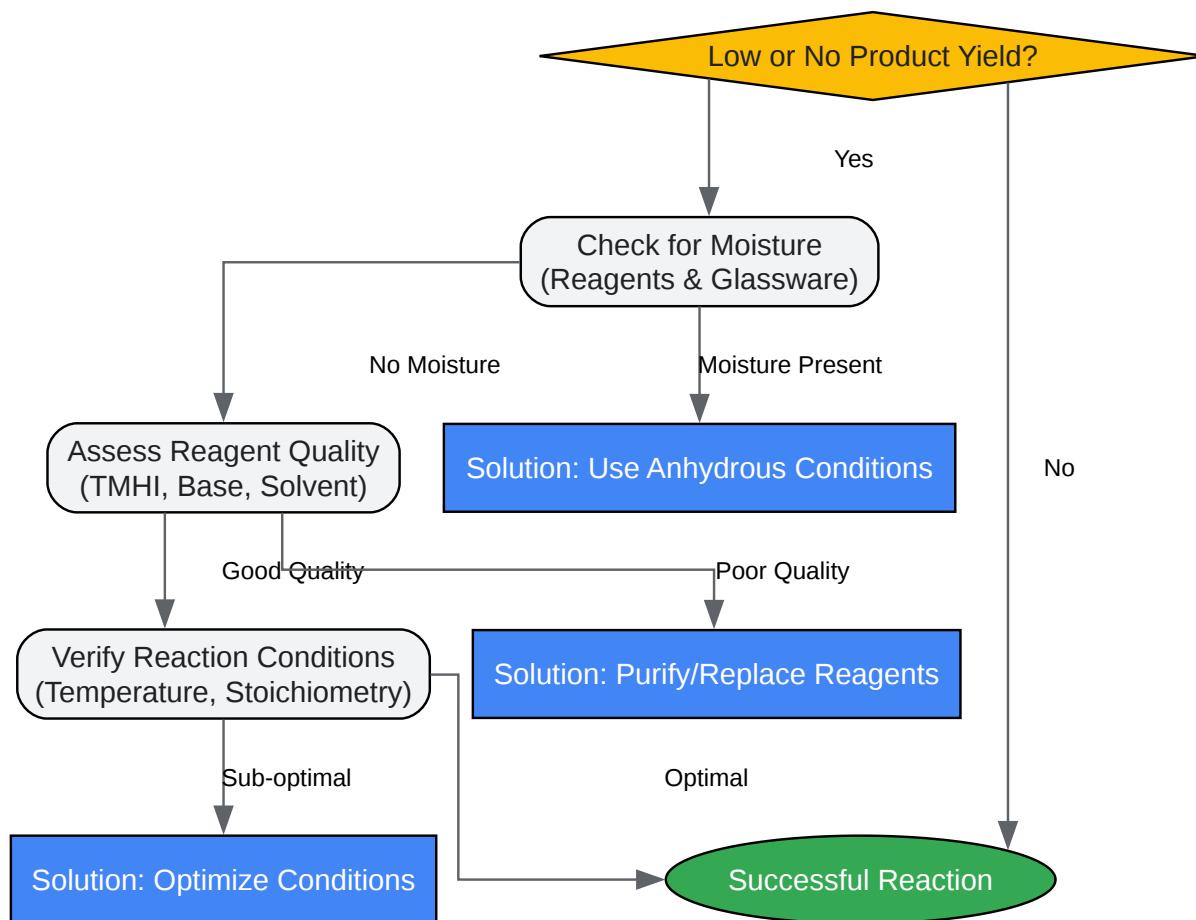 Low or No Product Yield?
Yes
Check for Moisture
(Reagents & Glassware)
No Moisture
Moisture Present
Assess Reagent Quality
(TMHI, Base, Solvent)
Solution: Use Anhydrous Conditions
No
Good Quality
Poor Quality
Verify Reaction Conditions
(Temperature, Stoichiometry)
Solution: Purify/Replace Reagents
Sub-optimal
Optimal
Solution: Optimize Conditions
Successful Reaction